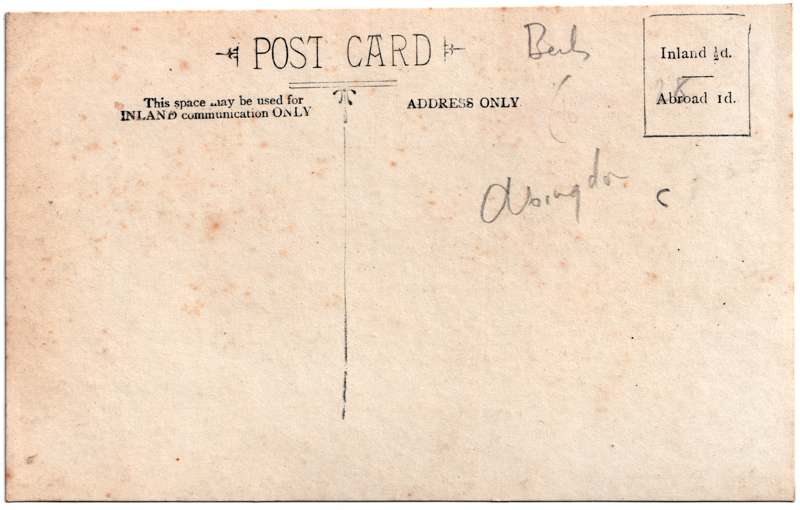 POST CARD
Berks
Inland ½d.
Abroad 1d.
This space may be used for
INLAND communication ONLY
ADDRESS ONLY
Abingdon